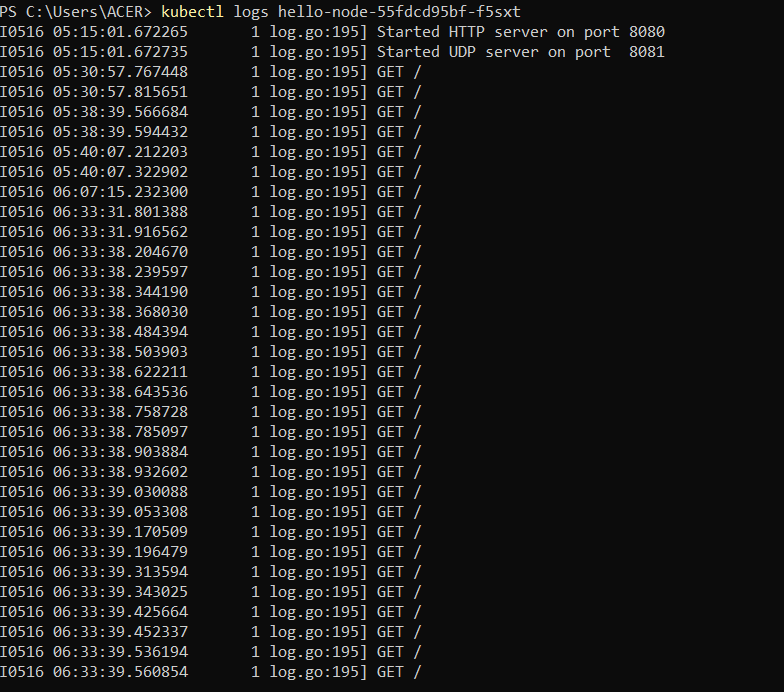 PS C:\Users\ACER> kubectl logs hello-node-55fdcd95bf-f5sxt
I0516 05:15:01.672265       1 log.go:195] Started HTTP server on port 8080
I0516 05:15:01.672735       1 log.go:195] Started UDP server on port  8081
I0516 05:30:57.767448       1 log.go:195] GET /
I0516 05:30:57.815651       1 log.go:195] GET /
I0516 05:38:39.566684       1 log.go:195] GET /
I0516 05:38:39.594432       1 log.go:195] GET /
I0516 05:40:07.212203       1 log.go:195] GET /
I0516 05:40:07.322902       1 log.go:195] GET /
I0516 06:07:15.232300       1 log.go:195] GET /
I0516 06:33:31.801388       1 log.go:195] GET /
I0516 06:33:31.916562       1 log.go:195] GET /
I0516 06:33:38.204670       1 log.go:195] GET /
I0516 06:33:38.239597       1 log.go:195] GET /
I0516 06:33:38.344190       1 log.go:195] GET /
I0516 06:33:38.368030       1 log.go:195] GET /
I0516 06:33:38.484394       1 log.go:195] GET /
I0516 06:33:38.503903       1 log.go:195] GET /
I0516 06:33:38.622211       1 log.go:195] GET /
I0516 06:33:38.643536       1 log.go:195] GET /
I0516 06:33:38.758728       1 log.go:195] GET /
I0516 06:33:38.785097       1 log.go:195] GET /
I0516 06:33:38.903884       1 log.go:195] GET /
I0516 06:33:38.932602       1 log.go:195] GET /
I0516 06:33:39.030088       1 log.go:195] GET /
I0516 06:33:39.053308       1 log.go:195] GET /
I0516 06:33:39.170509       1 log.go:195] GET /
I0516 06:33:39.196479       1 log.go:195] GET /
I0516 06:33:39.313594       1 log.go:195] GET /
I0516 06:33:39.343025       1 log.go:195] GET /
I0516 06:33:39.425664       1 log.go:195] GET /
I0516 06:33:39.452337       1 log.go:195] GET /
I0516 06:33:39.536194       1 log.go:195] GET /
I0516 06:33:39.560854       1 log.go:195] GET /